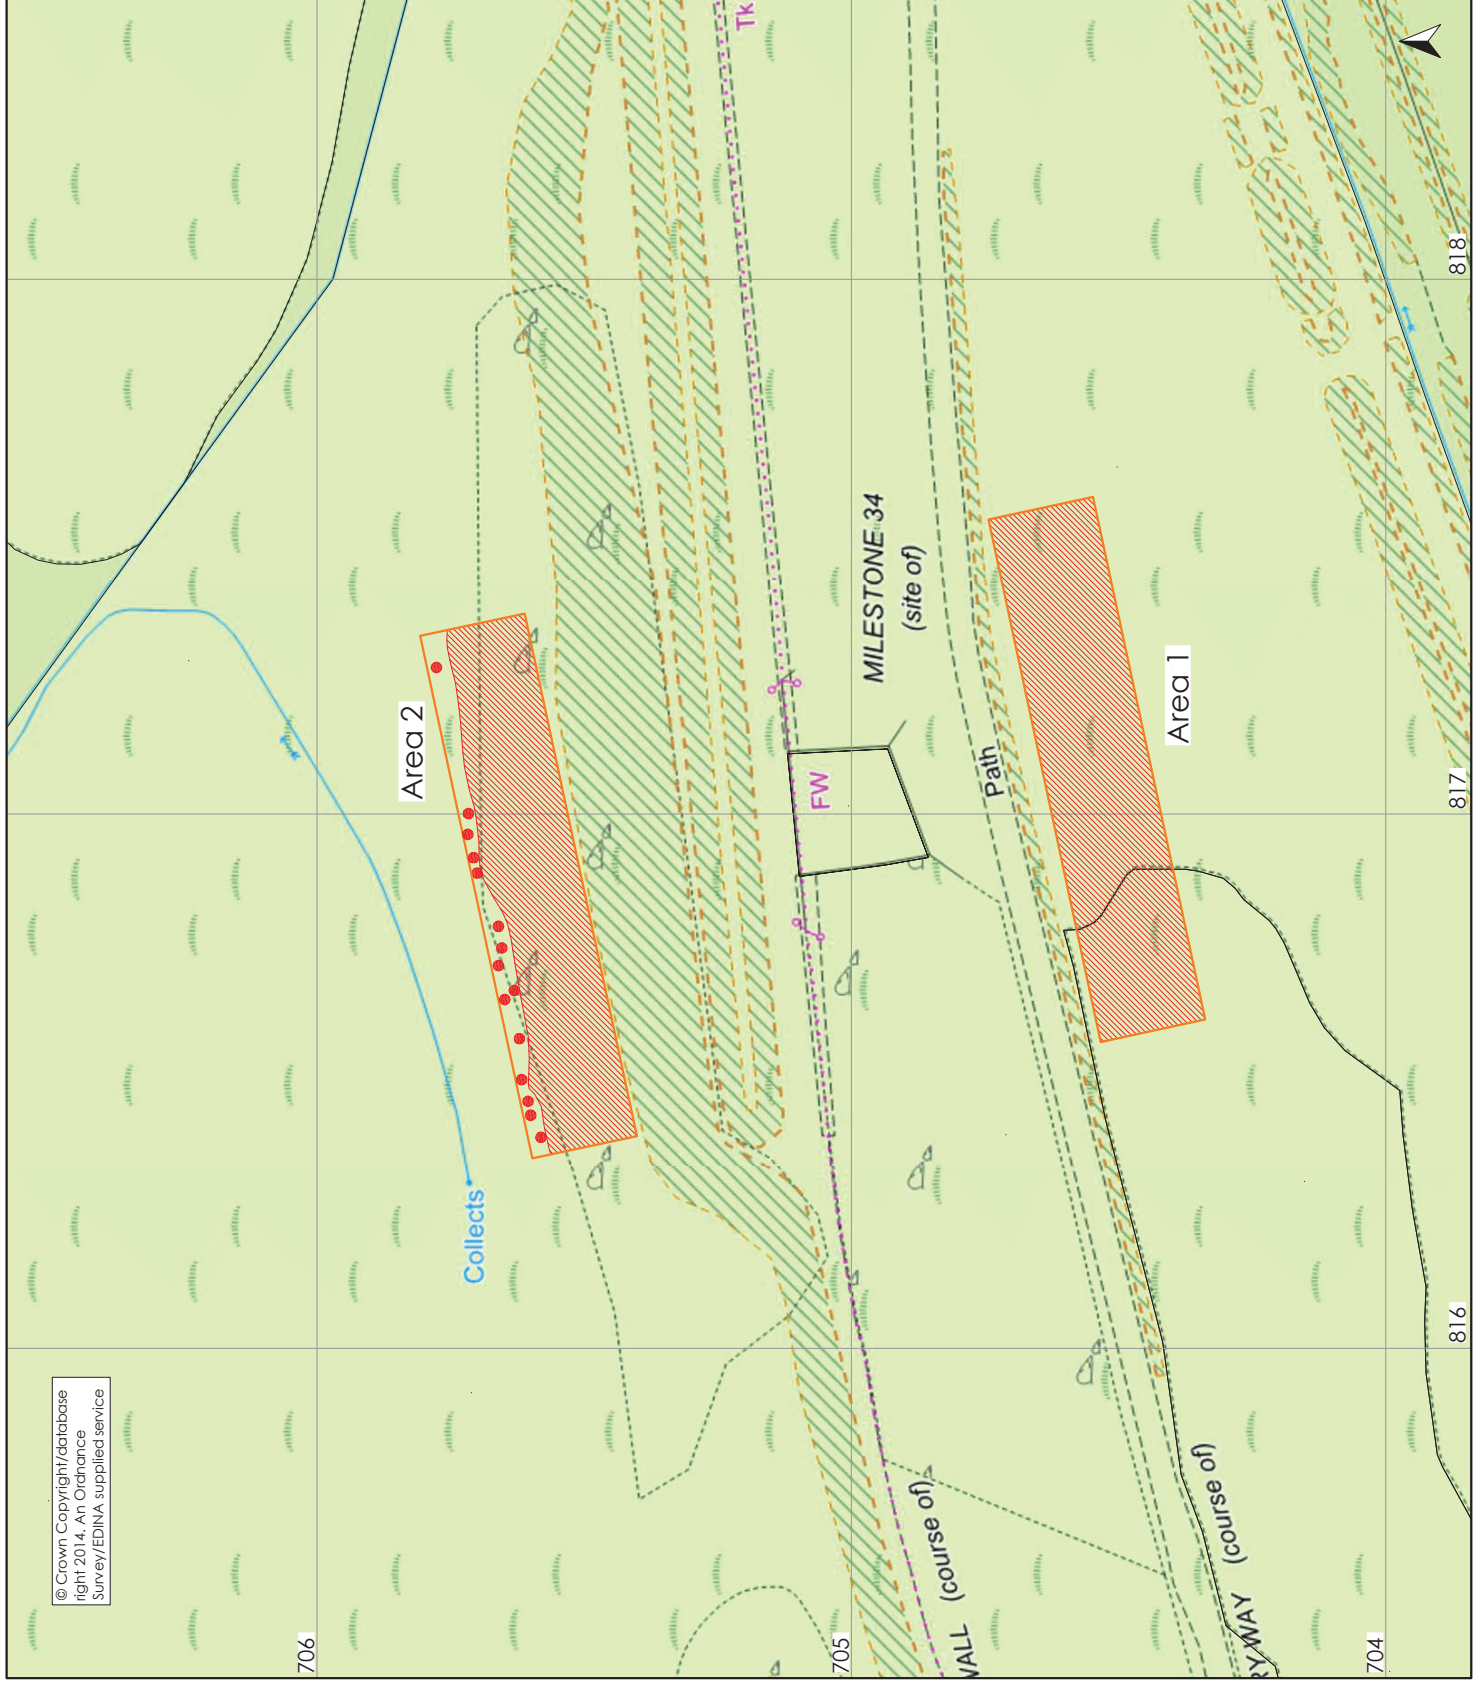 © Crown Copyright/database
right 2014. An Ordnance
Survey/EDINA supplied service
706
705
704
816
817
818
Collects
Area 2
Area 1
MILESTONE 34
(site of)
FW
Path
Tk
WALL (course of)
RY WAY (course of)